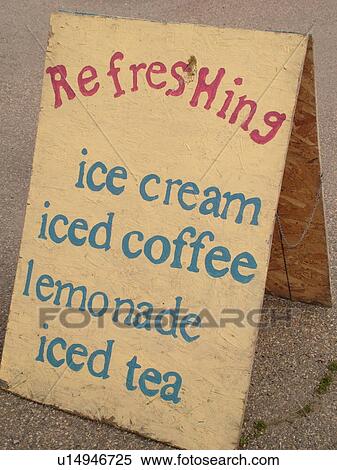 RefresHing
ice cream
iced coffee
lemonade
iced tea
FOTOSEARCH
u14946725 www.fotosearch.com